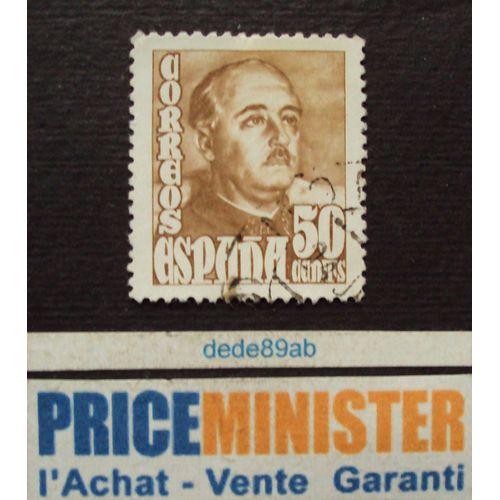 CORREOS
ESPAÑA
50
CENTS
dede89ab
PRICEMINISTER
l'Achat - Vente Garanti